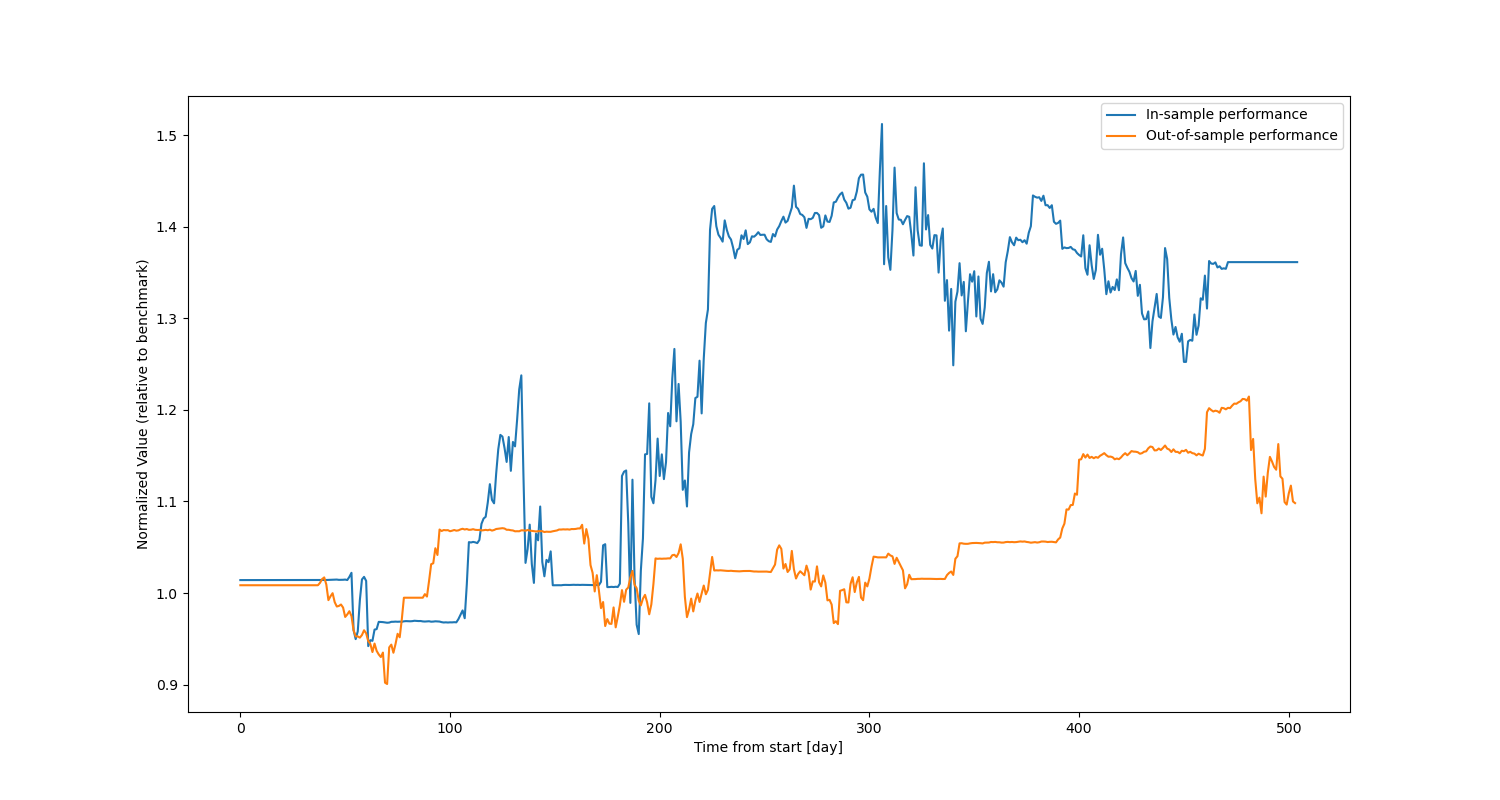 In-sample performance
Out-of-sample performance
Normalized Value (relative to benchmark)
1.5
1.4
1.3
1.2
1.1
1.0
0.9
0 100 200 300 400 500
Time from start [day]